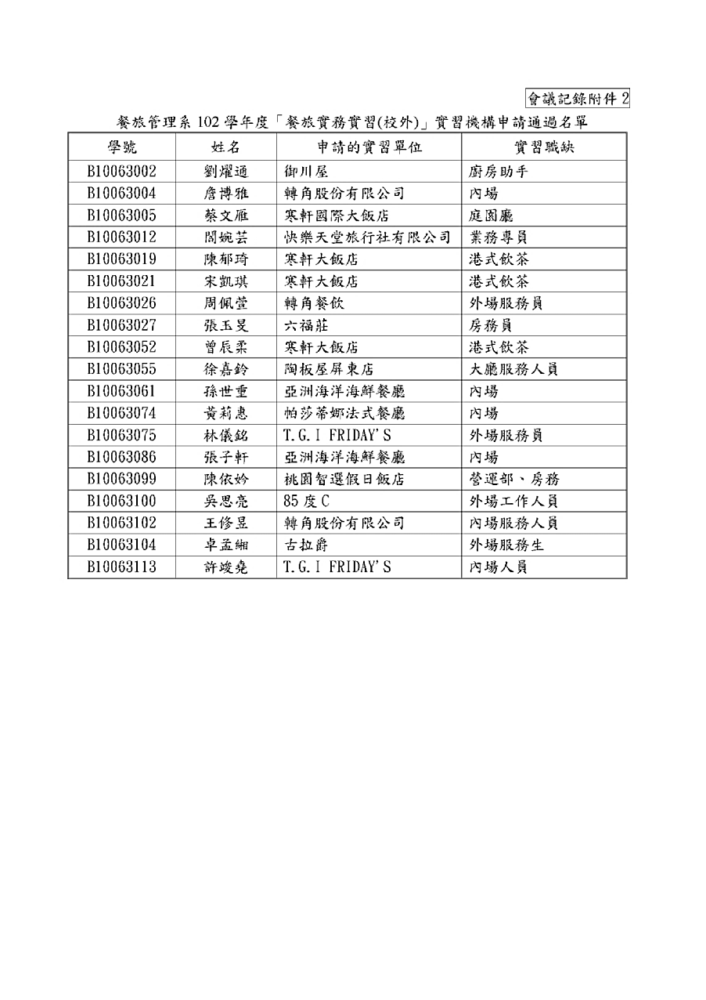 會議記錄附件 2
餐旅管理系 102 學年度「餐旅實務實習(校外)」實習機構申請通過名單
學號 姓名 申請的實習單位 實習職缺
B10063002 劉燿通 御川屋 廚房助手
B10063004 詹博雅 轉角股份有限公司 內場
B10063005 蔡文雁 寒軒國際大飯店 庭園廳
B10063012 閻婉芸 快樂天堂旅行社有限公司 業務專員
B10063019 陳郁琦 寒軒大飯店 港式飲茶
B10063021 宋凱琪 寒軒大飯店 港式飲茶
B10063026 周佩萱 轉角餐飲 外場服務員
B10063027 張玉旻 六福莊 房務員
B10063052 曾辰柔 寒軒大飯店 港式飲茶
B10063055 徐嘉鈴 陶板屋屏東店 大廳服務人員
B10063061 孫世重 亞洲海洋海鮮餐廳 內場
B10063074 黃莉惠 帕莎蒂娜法式餐廳 內場
B10063075 林儀銘 T.G.I FRIDAY'S 外場服務員
B10063086 張子軒 亞洲海洋海鮮餐廳 內場
B10063099 陳依妗 桃園智選假日飯店 營運部、房務
B10063100 吳思亮 85 度 C 外場工作人員
B10063102 王修昱 轉角股份有限公司 內場服務人員
B10063104 卓孟緗 古拉爵 外場服務生
B10063113 許竣堯 T.G.I FRIDAY'S 內場人員